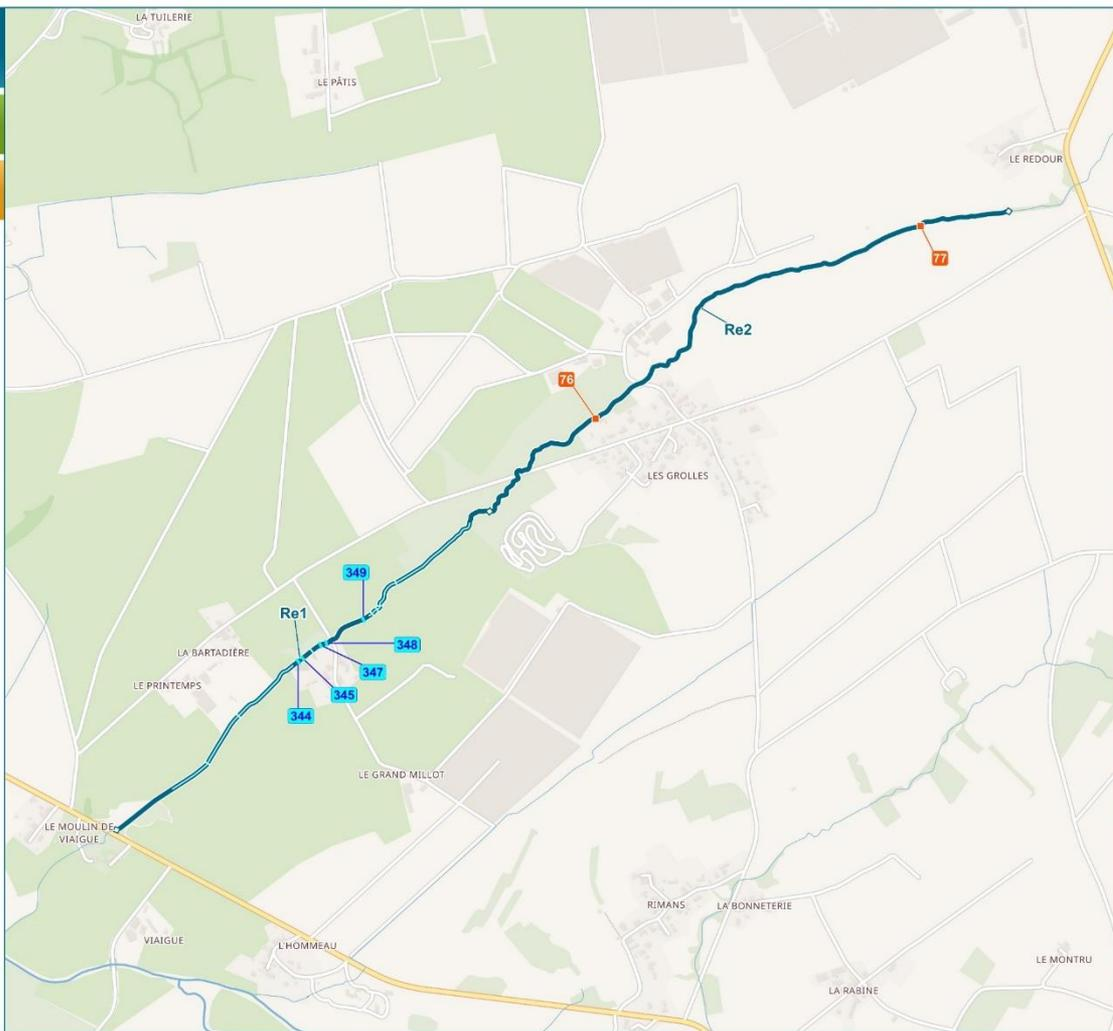 LA TUILERIE
LE PÂTIS
LE REDOUR
77
Re2
76
LES GROLLES
349
Re1
348
LA BARTADIÈRE
347
LE PRINTEMPS
345
344
LE GRAND MILLOT
LE MOULIN DE
VIAIGUE
RIMANS
LA BONNETERIE
VIAIGUE
L'HOMMEAU
LE MONTRU
LA RABINE